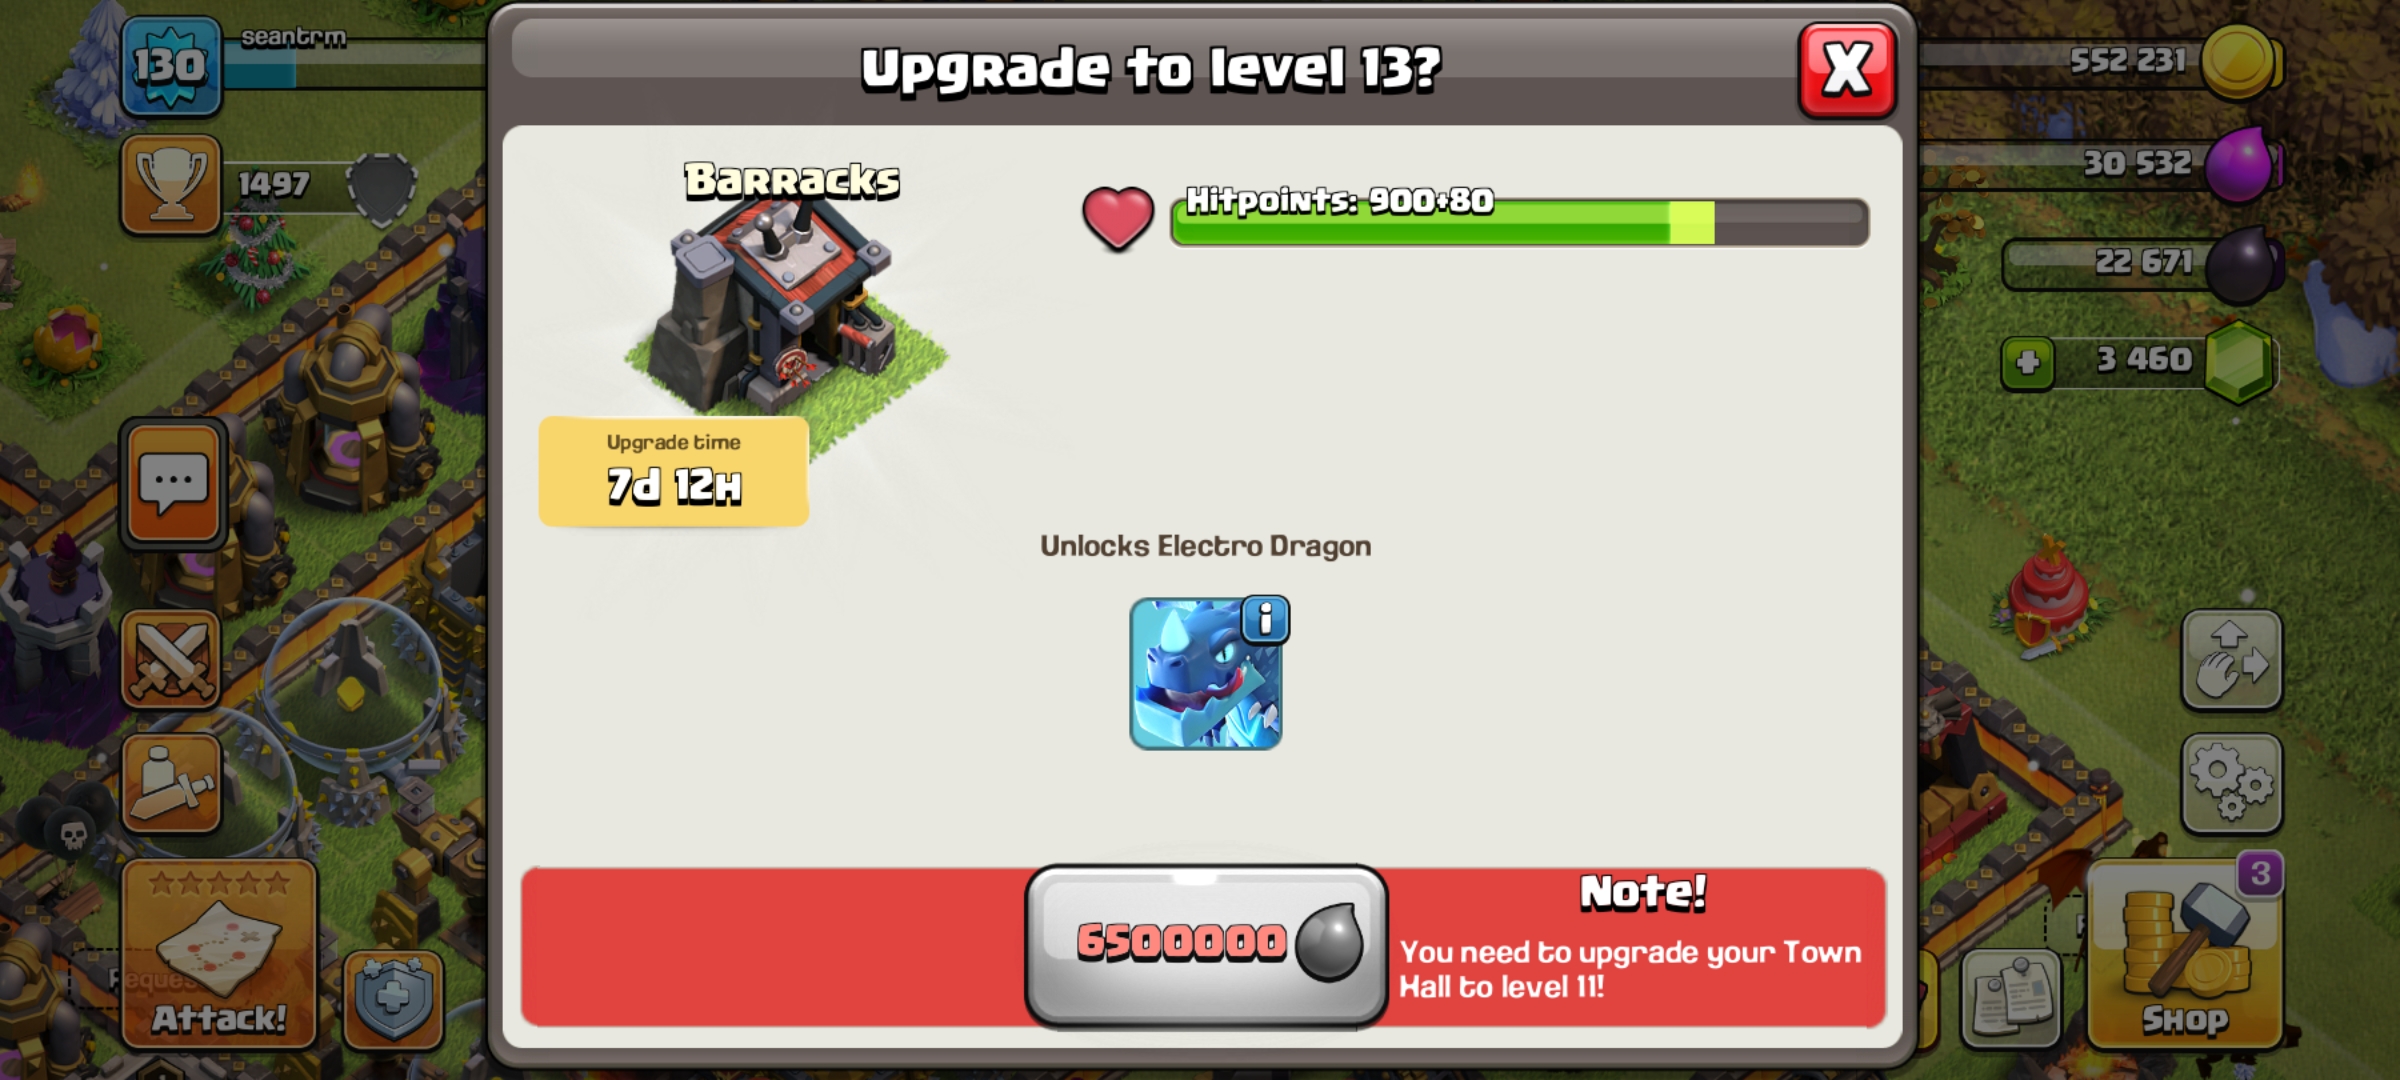 130
seantrm
1497
Upgrade to level 13?
X
552 231
30 532
22 671
3 460
Barracks
Hitpoints: 900+80
Upgrade time
7d 12H
Unlocks Electro Dragon
i
6500000
Note!
You need to upgrade your Town
Hall to level 11!
Attack!
3
Shop